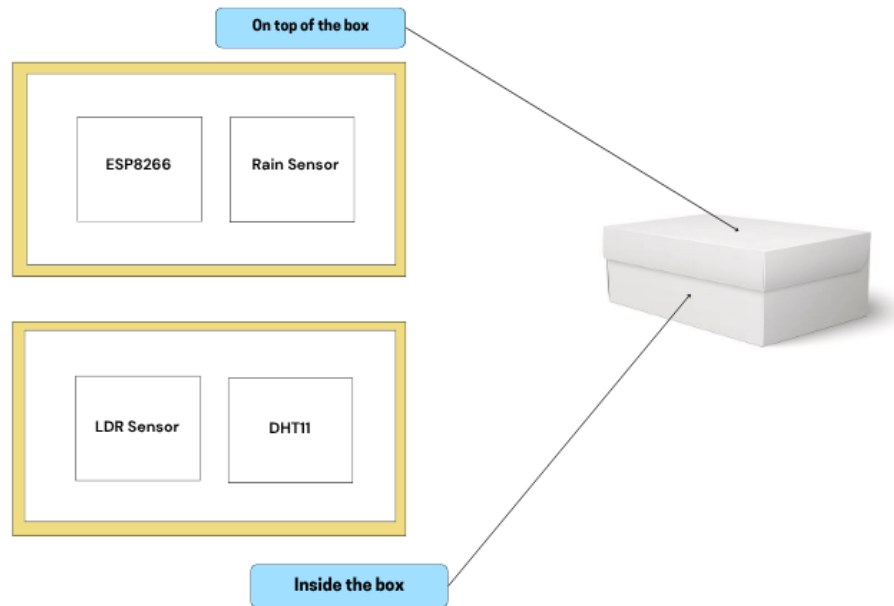 On top of the box
ESP8266
Rain Sensor
LDR Sensor
DHT11
Inside the box